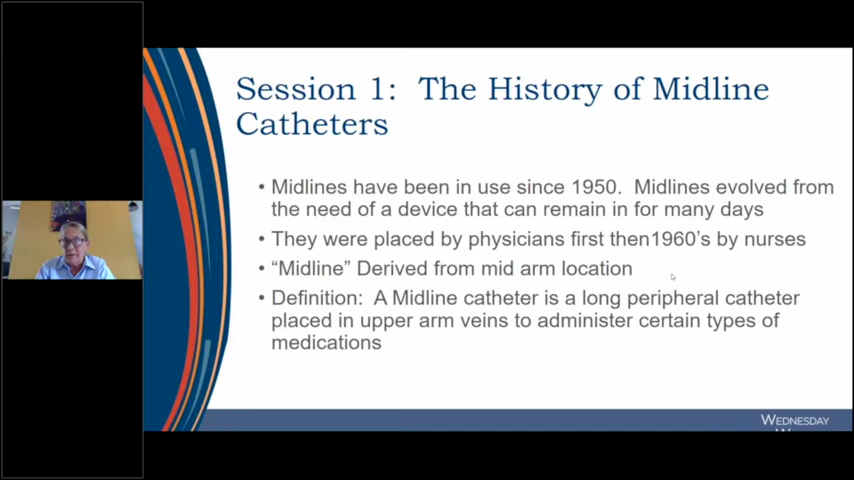 Session 1: The History of Midline
Catheters
• Midlines have been in use since 1950. Midlines evolved from
the need of a device that can remain in for many days
• They were placed by physicians first then1960's by nurses
• “Midline” Derived from mid arm location
• Definition: A Midline catheter is a long peripheral catheter
placed in upper arm veins to administer certain types of
medications
WEDNESDAY